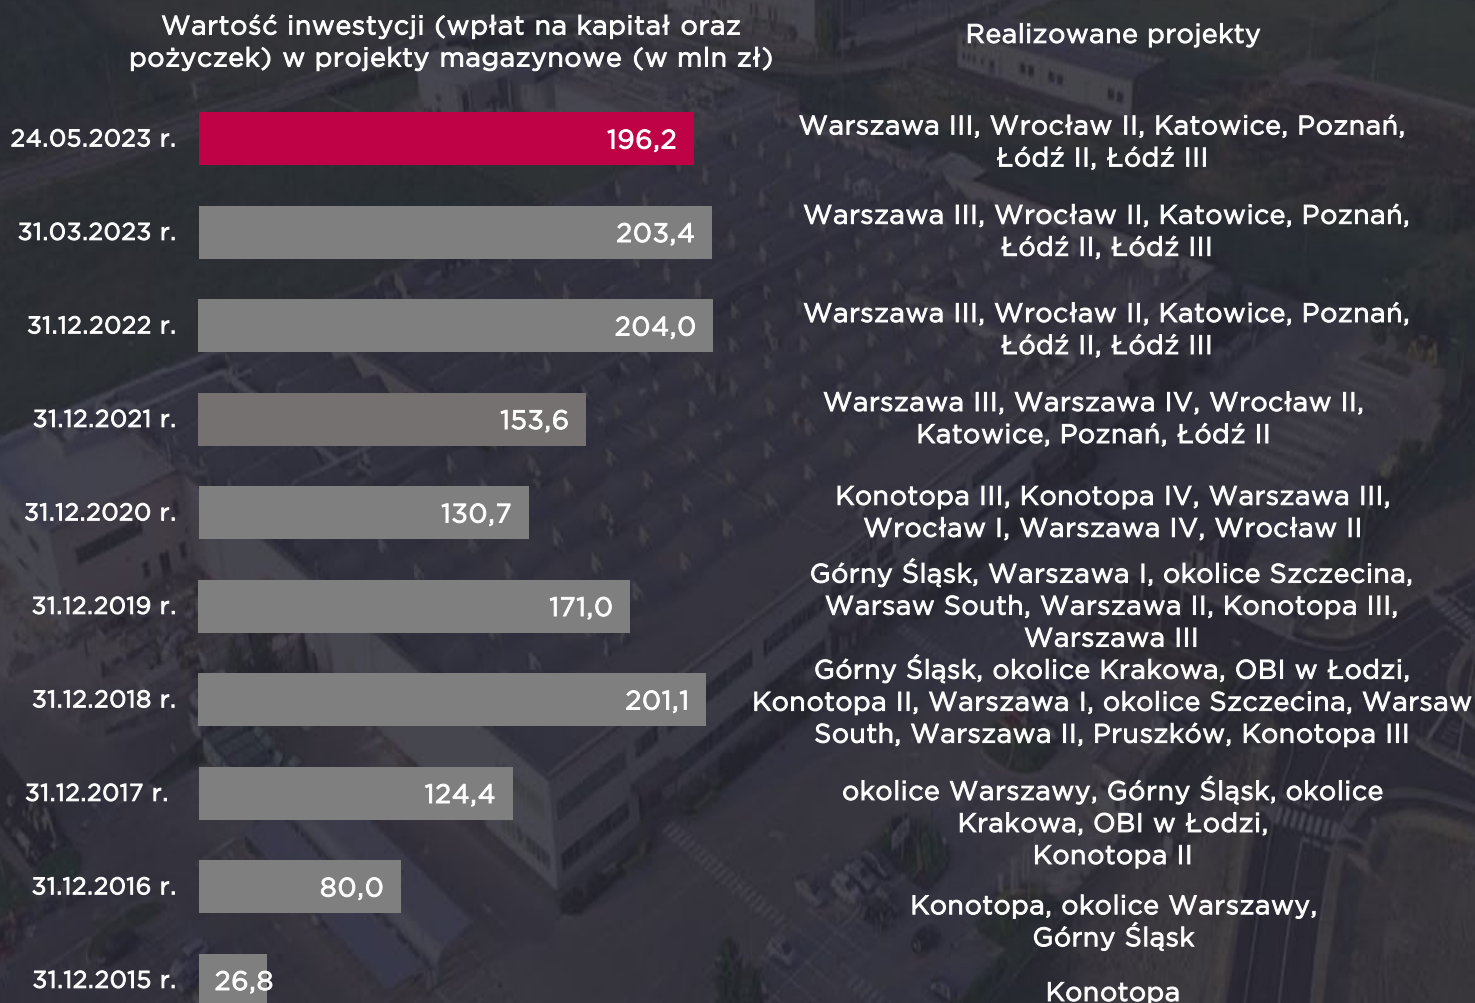 Wartość inwestycji (wpłat na kapitał oraz
pożyczek) w projekty magazynowe (w mln zł)
Realizowane projekty
24.05.2023 r.
196,2
Warszawa III, Wrocław II, Katowice, Poznań,
Łódź II, Łódź III
31.03.2023 r.
203,4
Warszawa III, Wrocław II, Katowice, Poznań,
Łódź II, Łódź III
31.12.2022 r.
204,0
Warszawa III, Wrocław II, Katowice, Poznań,
Łódź II, Łódź III
31.12.2021 r.
153,6
Warszawa III, Warszawa IV, Wrocław II,
Katowice, Poznań, Łódź II
31.12.2020 r.
130,7
Konotopa III, Konotopa IV, Warszawa III,
Wrocław I, Warszawa IV, Wrocław II
31.12.2019 r.
171,0
Górny Śląsk, Warszawa I, okolice Szczecina,
Warsaw South, Warszawa II, Konotopa III,
Warszawa III
31.12.2018 r.
201,1
Górny Śląsk, okolice Krakowa, OBI w Łodzi,
Konotopa II, Warszawa I, okolice Szczecina, Warsaw
South, Warszawa II, Pruszków, Konotopa III
31.12.2017 r.
124,4
okolice Warszawy, Górny Śląsk, okolice
Krakowa, OBI w Łodzi,
Konotopa II
31.12.2016 r.
80,0
Konotopa, okolice Warszawy,
Górny Śląsk
31.12.2015 r.
26,8
Konotopa